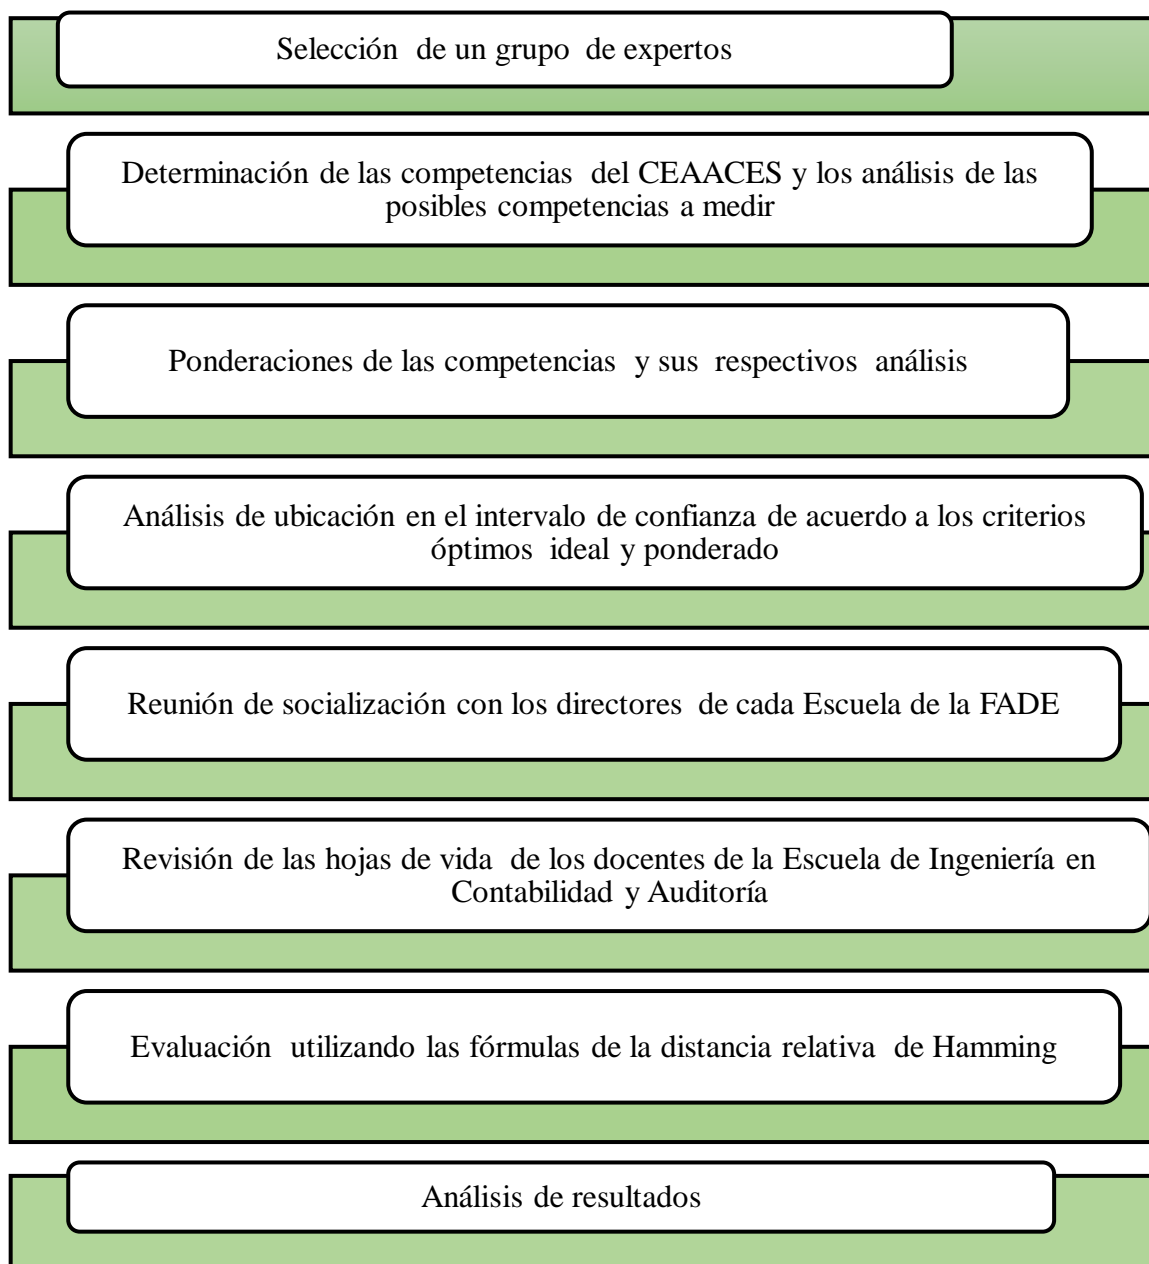 Selección de un grupo de expertos
Determinación de las competencias del CEAACES y los análisis de las
posibles competencias a medir
Ponderaciones de las competencias y sus respectivos análisis
Análisis de ubicación en el intervalo de confianza de acuerdo a los criterios
óptimos ideal y ponderado
Reunión de socialización con los directores de cada Escuela de la FADE
Revisión de las hojas de vida de los docentes de la Escuela de Ingeniería en
Contabilidad y Auditoría
Evaluación utilizando las fórmulas de la distancia relativa de Hamming
Análisis de resultados